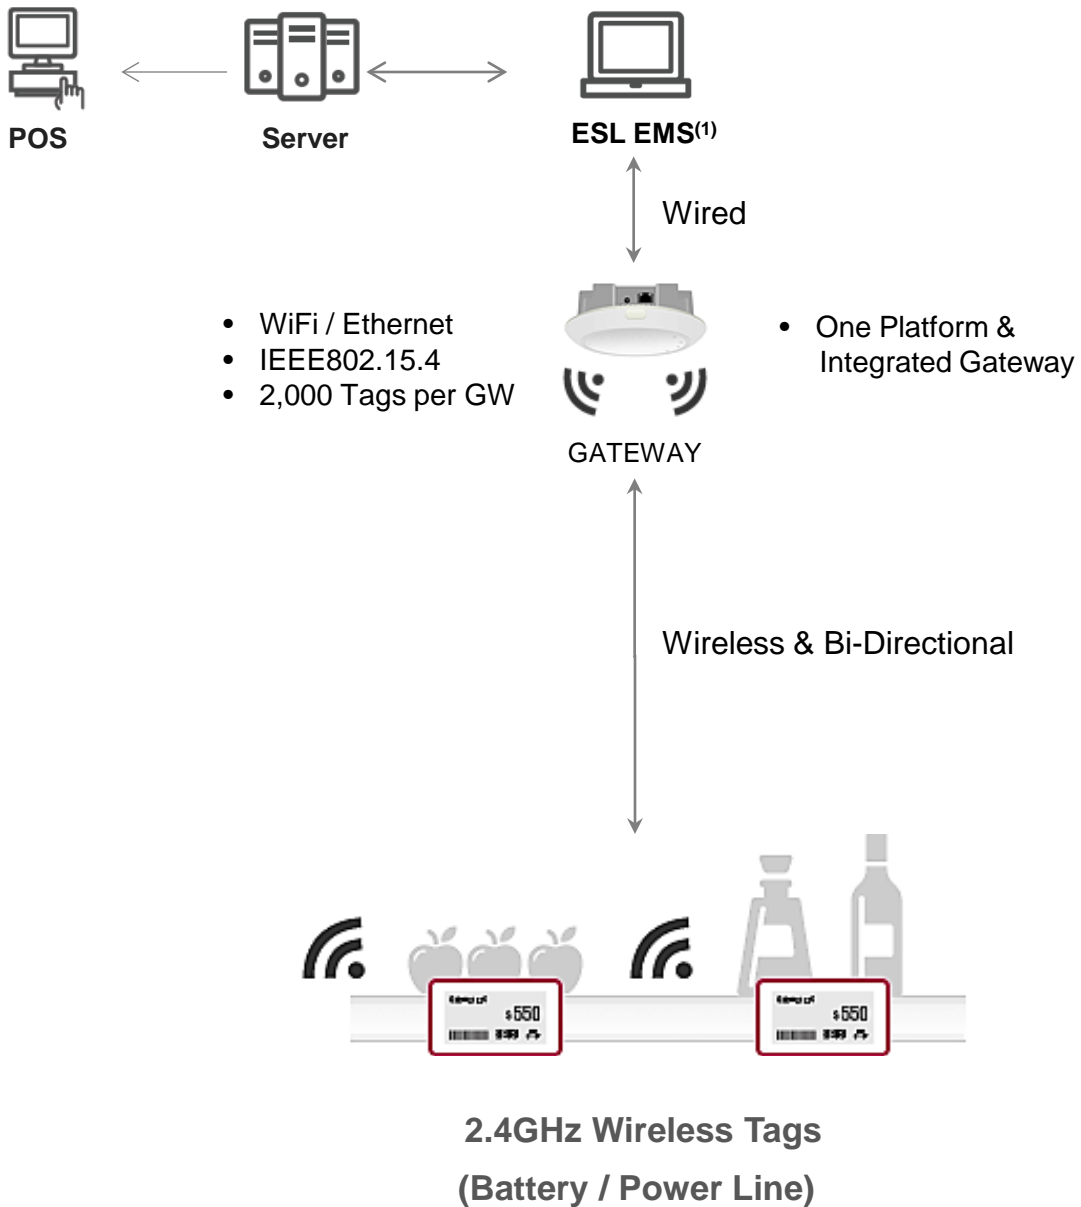 POS
Server
ESL EMS(1)
Wired
• WiFi / Ethernet
• IEEE802.15.4
• 2,000 Tags per GW
• One Platform &
Integrated Gateway
GATEWAY
Wireless & Bi-Directional
$550
$550
2.4GHz Wireless Tags
(Battery / Power Line)